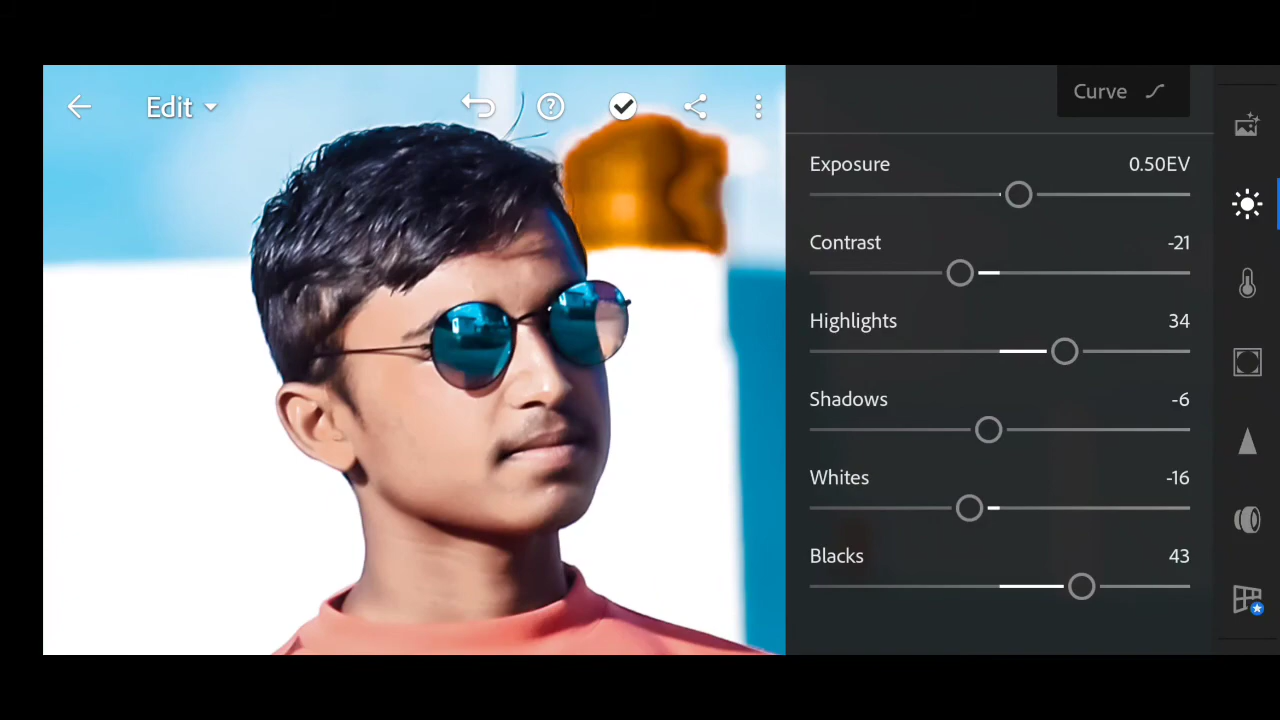 Edit
Curve
Exposure 0.50EV
Contrast -21
Highlights 34
Shadows -6
Whites -16
Blacks 43